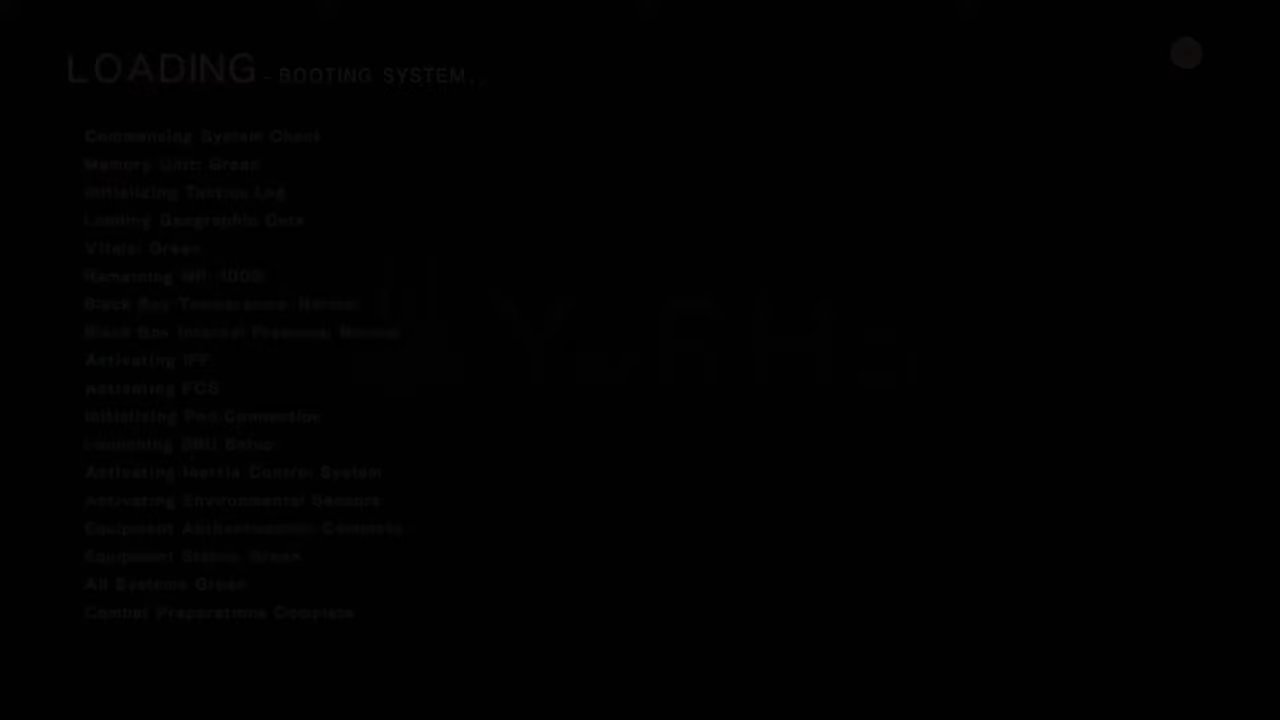 LOADING - BOOTING SYSTEM...
Commencing System Check
Memory Unit: Green
Initializing Tactics Log
Loading Geographic Data
Vitals: Green
Remaining MP: 100%
Black Box Temperature: Normal
Black Box Internal Pressure: Normal
Activating IFF
Activating FCS
Initializing Pod Connection
Launching DBU Setup
Activating Inertia Control System
Activating Environmental Sensors
Equipment Authentication: Complete
Equipment Status: Green
All Systems Green
Combat Preparations Complete
YoRHa